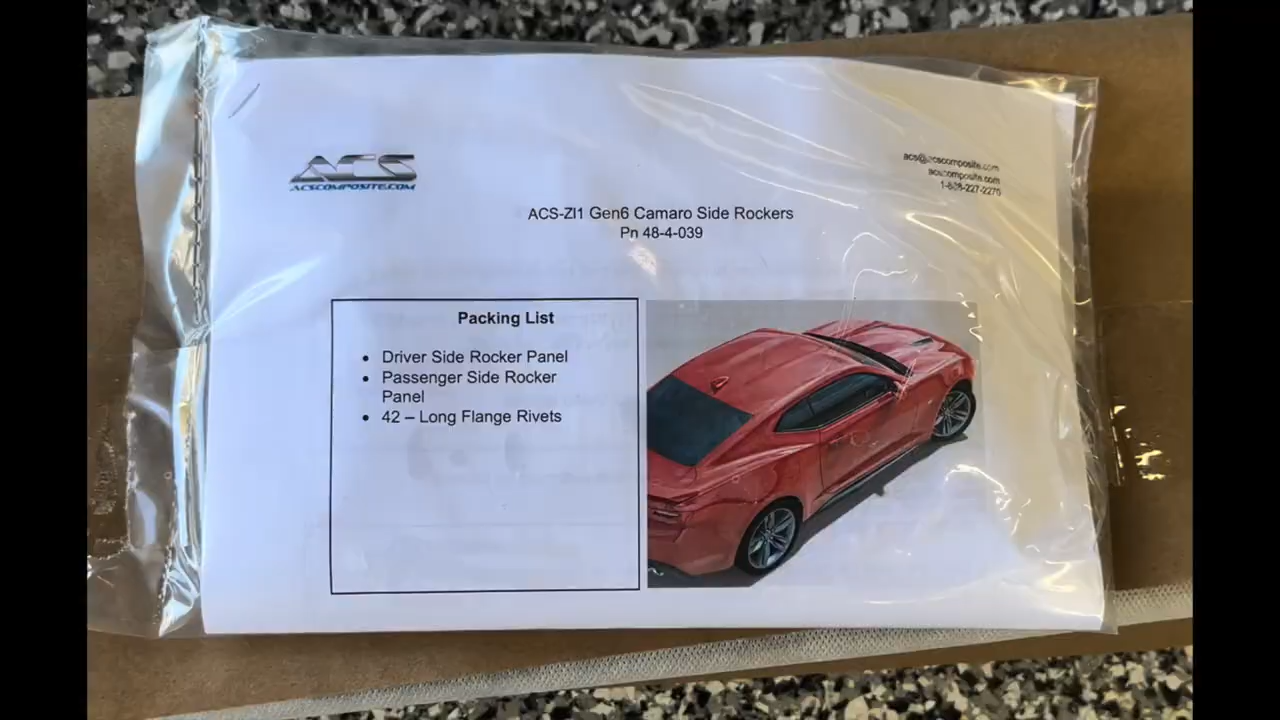 ACS
ACSCOMPOSITE.COM
acs@acscomposite.com
acscomposite.com
1-828-227-2270
ACS-Zl1 Gen6 Camaro Side Rockers
Pn 48-4-039
Packing List
• Driver Side Rocker Panel
• Passenger Side Rocker
Panel
• 42 – Long Flange Rivets